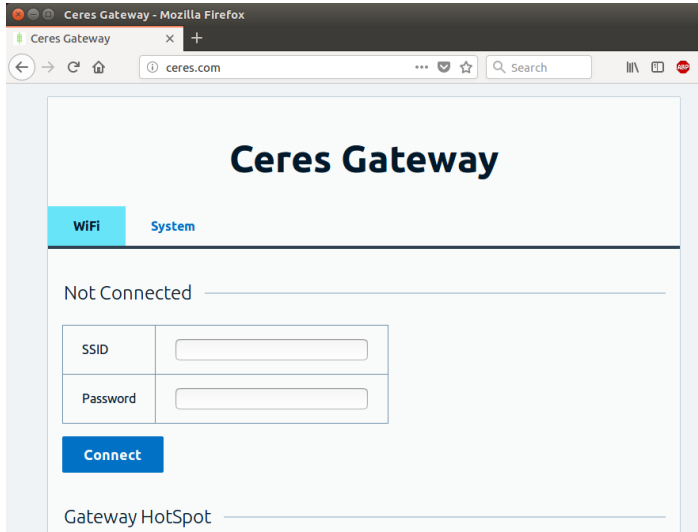 Ceres Gateway - Mozilla Firefox
Ceres Gateway
ceres.com
Search
ABP
Ceres Gateway
WiFi System
Not Connected
SSID
Password
Connect
Gateway HotSpot